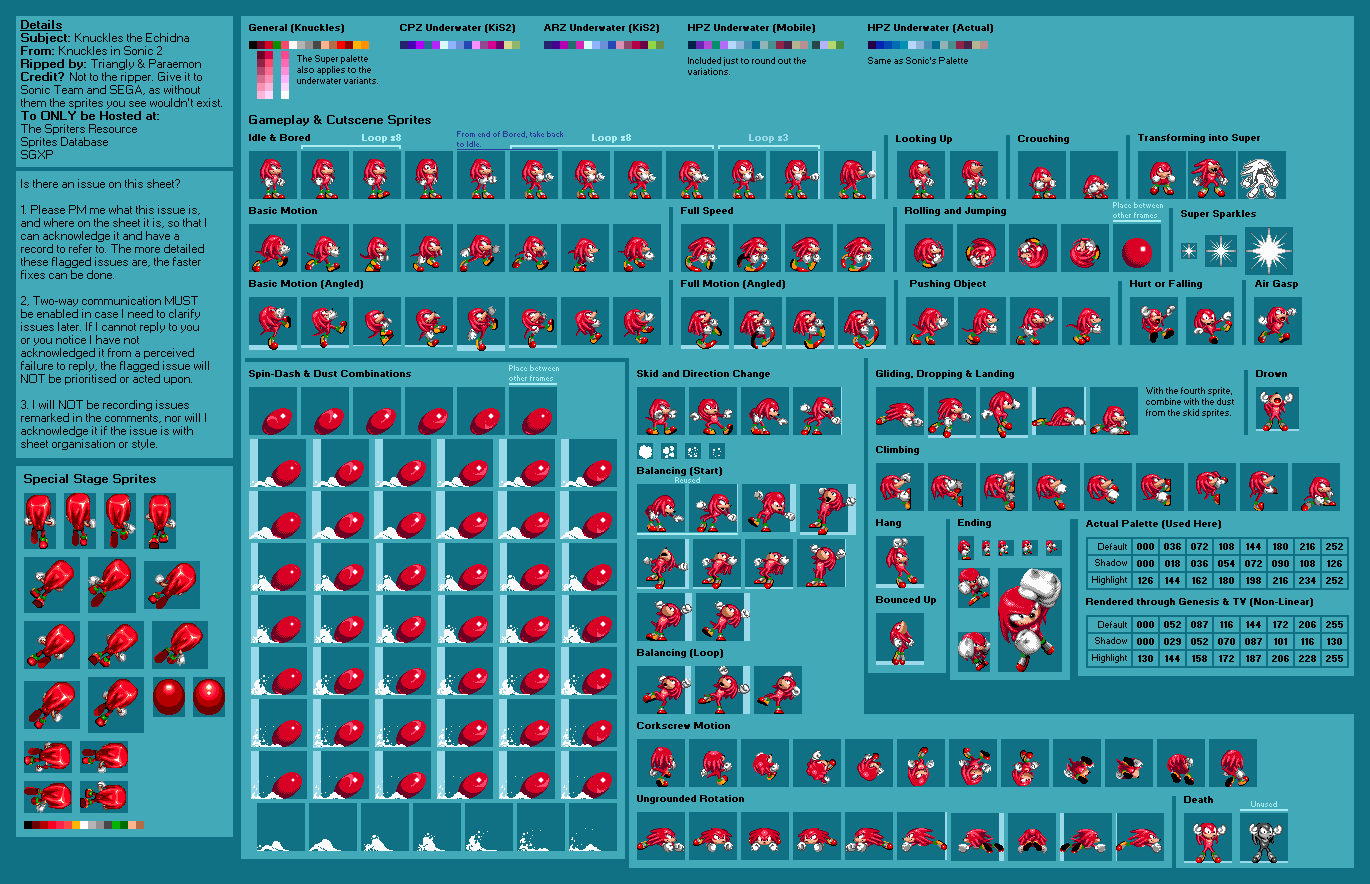 Details
Subject: Knuckles the Echidna
From: Knuckles in Sonic 2
Ripped by: Triangly & Paraemon
Credit? Not to the ripper. Give it to
Sonic Team and SEGA, as without
them the sprites you see wouldn't exist.
To ONLY be Hosted at:
The Spriters Resource
Sprites Database
SGXP
Is there an issue on this sheet?
1. Please PM me what this issue is,
and where on the sheet it is, so that I
can acknowledge it and have a
record to refer to. The more detailed
these flagged issues are, the faster
fixes can be done.
2, Two-way communication MUST
be enabled in case I need to clarify
issues later. If I cannot reply to you
or you notice I have not
acknowledged it from a perceived
failure to reply, the flagged issue will
NOT be prioritised or acted upon.
3. I will NOT be recording issues
remarked in the comments, nor will I
acknowledge it if the issue is with
sheet organisation or style.
Special Stage Sprites
General (Knuckles)
The Super palette
also applies to the
underwater variants.
CPZ Underwater (KiS2)
ARZ Underwater (KiS2)
HPZ Underwater (Mobile)
Included just to round out the
variations.
HPZ Underwater (Actual)
Same as Sonic's Palette
Gameplay & Cutscene Sprites
Idle & Bored
Loop x8
From end of Bored, take back
to Idle.
Loop x8
Loop x3
Looking Up
Crouching
Transforming into Super
Basic Motion
Full Speed
Rolling and Jumping
Place between
other frames
Super Sparkles
Basic Motion (Angled)
Full Motion (Angled)
Pushing Object
Hurt or Falling
Air Gasp
Spin-Dash & Dust Combinations
Place between
other frames
Skid and Direction Change
Gliding, Dropping & Landing
With the fourth sprite,
combine with the dust
from the skid sprites.
Drown
Climbing
Balancing (Start)
Reused
Hang
Ending
Bounced Up
Actual Palette (Used Here)
Default 000 036 072 108 144 180 216 252
Shadow 000 018 036 054 072 090 108 126
Highlight 126 144 162 180 198 216 234 252
Rendered through Genesis & TV (Non-Linear)
Default 000 052 087 116 144 172 206 255
Shadow 000 029 052 070 087 101 116 130
Highlight 130 144 158 172 187 206 228 255
Balancing (Loop)
Corkscrew Motion
Ungrounded Rotation
Death
Unused